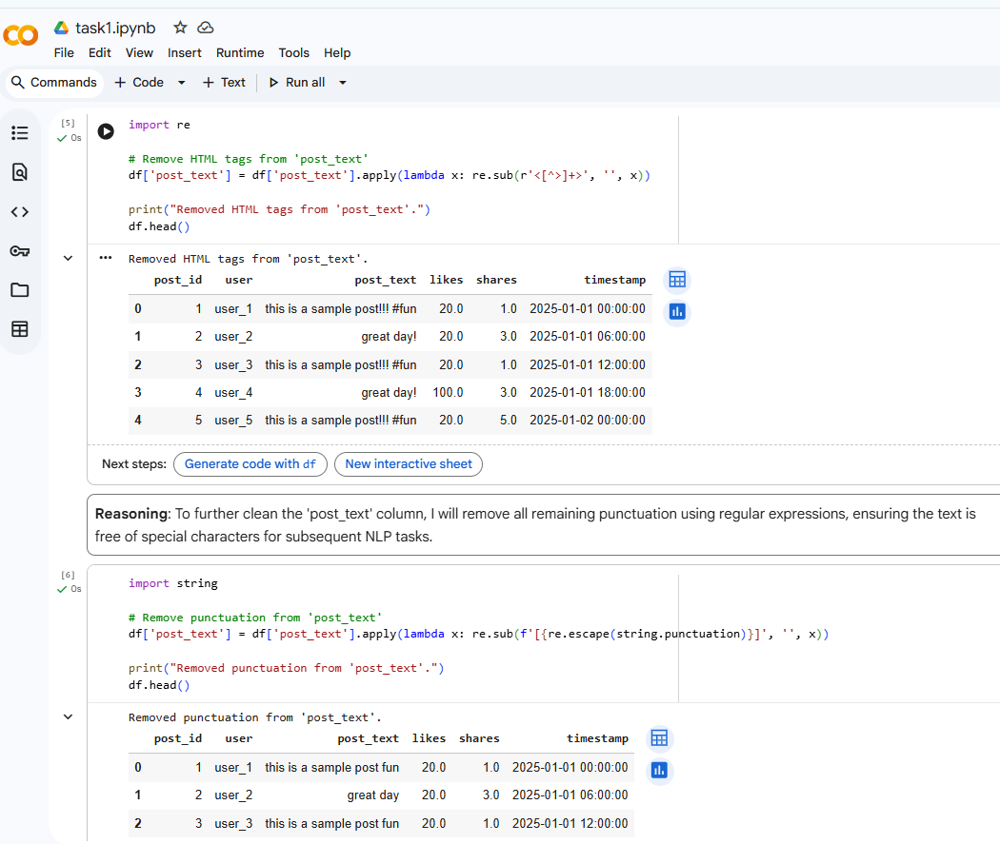 task1.ipynb
File Edit View Insert Runtime Tools Help
Commands + Code + Text Run all
[5]
0s
import re
# Remove HTML tags from 'post_text'
df['post_text'] = df['post_text'].apply(lambda x: re.sub(r'<[^>]+>', '', x))
print("Removed HTML tags from 'post_text'.")
df.head()
Removed HTML tags from 'post_text'.
post_id user post_text likes shares timestamp
0 1 user_1 this is a sample post!!! #fun 20.0 1.0 2025-01-01 00:00:00
1 2 user_2 great day! 20.0 3.0 2025-01-01 06:00:00
2 3 user_3 this is a sample post!!! #fun 20.0 1.0 2025-01-01 12:00:00
3 4 user_4 great day! 100.0 3.0 2025-01-01 18:00:00
4 5 user_5 this is a sample post!!! #fun 20.0 5.0 2025-01-02 00:00:00
Next steps: Generate code with df New interactive sheet
Reasoning: To further clean the 'post_text' column, I will remove all remaining punctuation using regular expressions, ensuring the text is
free of special characters for subsequent NLP tasks.
[6]
0s
import string
# Remove punctuation from 'post_text'
df['post_text'] = df['post_text'].apply(lambda x: re.sub(f'[{re.escape(string.punctuation)}]', '', x))
print("Removed punctuation from 'post_text'.")
df.head()
Removed punctuation from 'post_text'.
post_id user post_text likes shares timestamp
0 1 user_1 this is a sample post fun 20.0 1.0 2025-01-01 00:00:00
1 2 user_2 great day 20.0 3.0 2025-01-01 06:00:00
2 3 user_3 this is a sample post fun 20.0 1.0 2025-01-01 12:00:00